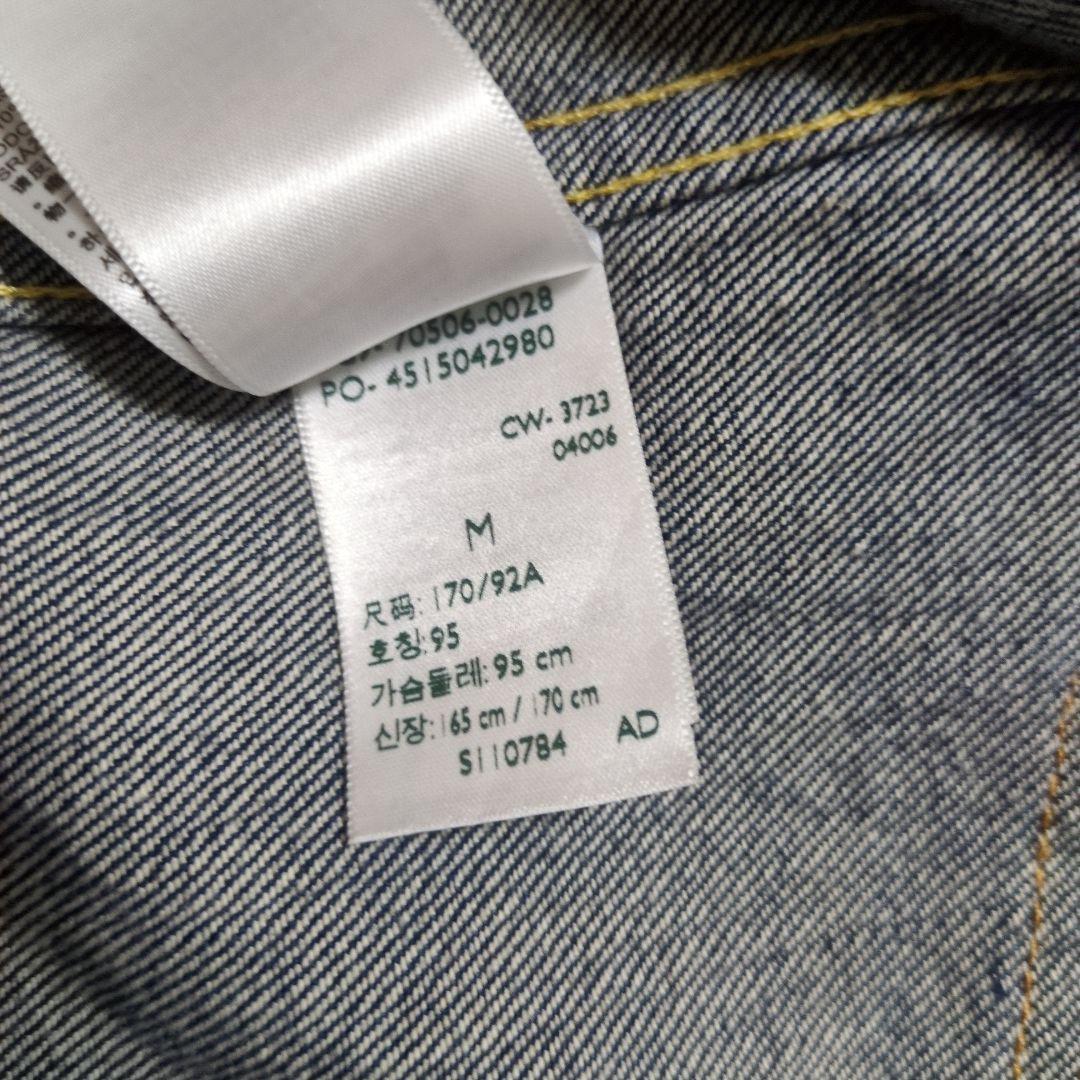 70506-0028
PO- 4515042980
CW- 3723
04006
M
尺码: 170/92A
호칭:95
가슴둘레: 95 cm
신장: 165 cm / 170 cm
S110784 AD